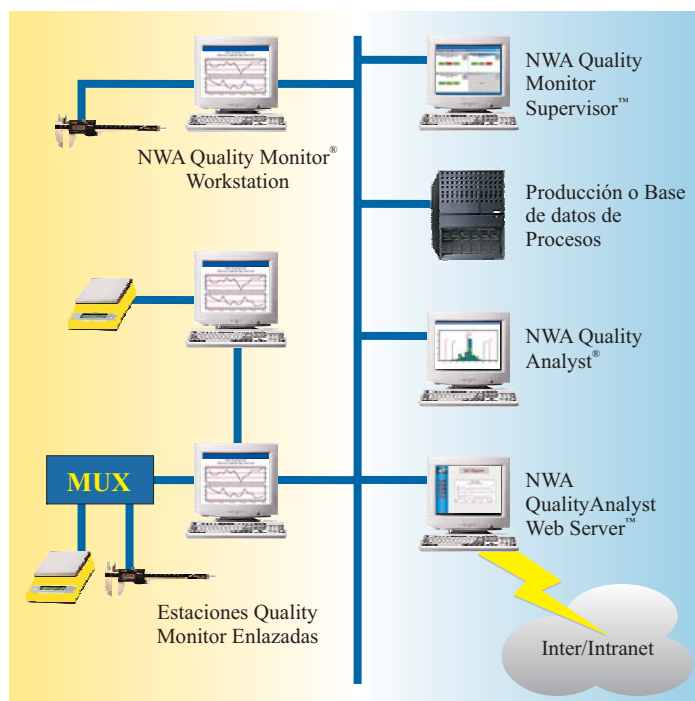 NWA Quality Monitor®
Workstation
MUX
Estaciones Quality
Monitor Enlazadas
NWA Quality
Monitor
Supervisor™
Producción o Base
de datos de
Procesos
NWA Quality
Analyst®
NWA
QualityAnalyst
Web Server™
Inter/Intranet